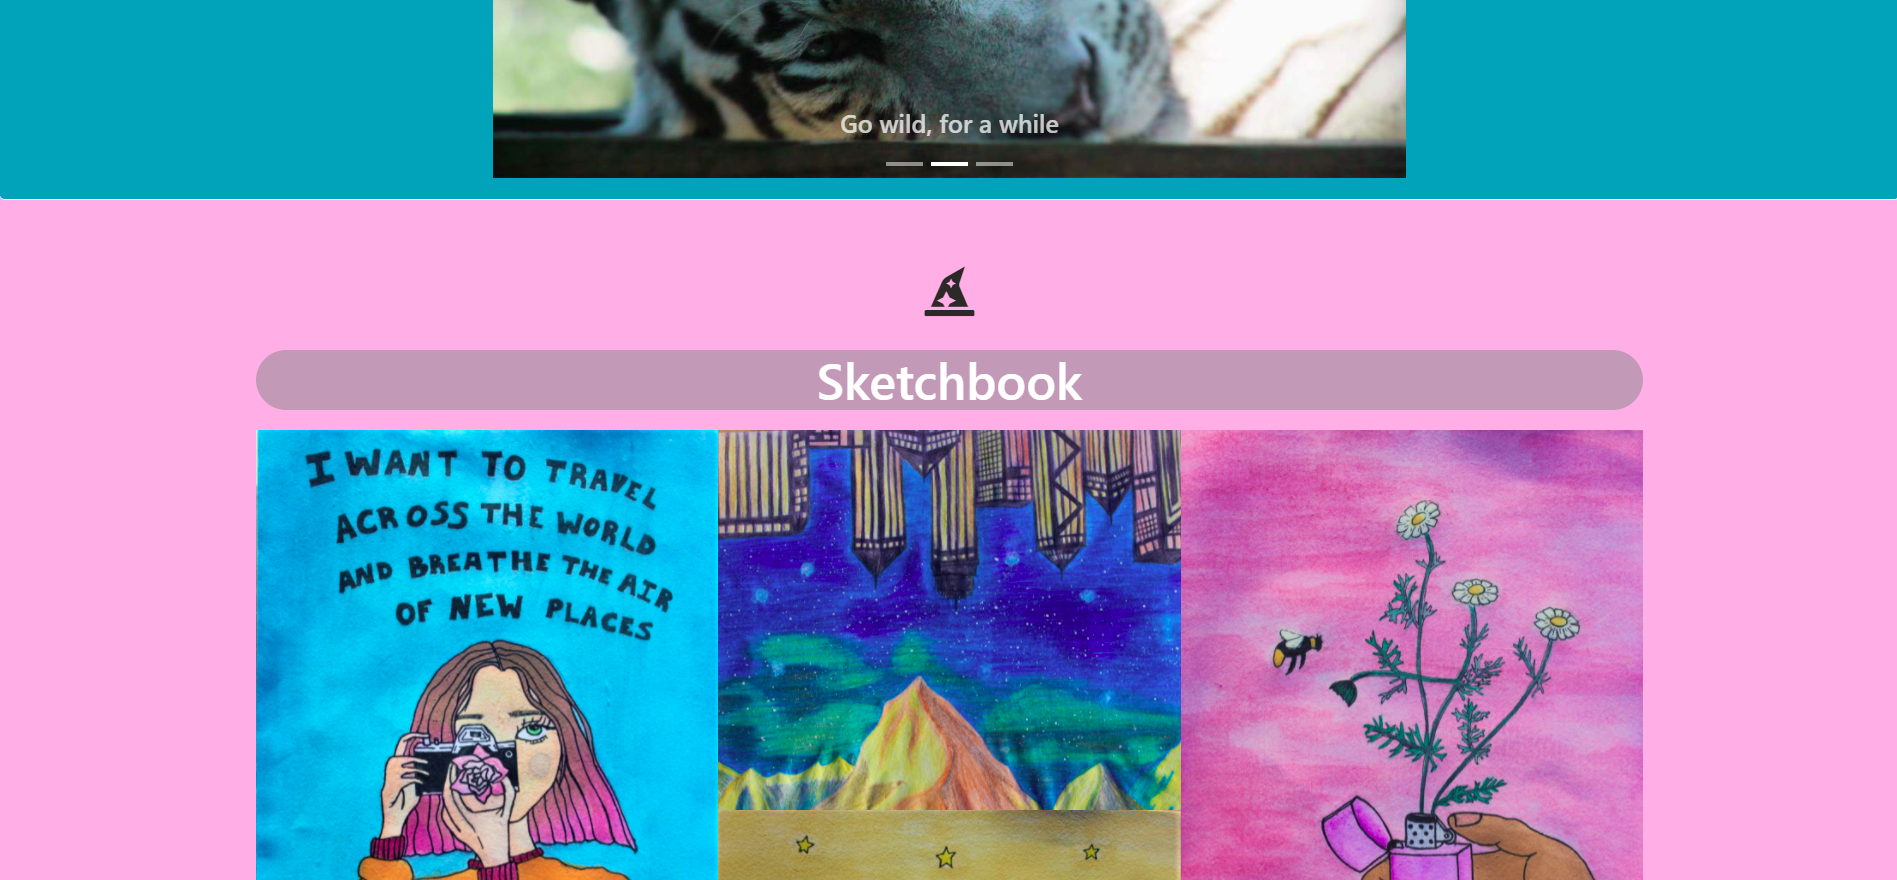 Go wild, for a while
Sketchbook
I WANT TO TRAVEL
ACROSS THE WORLD
AND BREATHE THE AIR
OF NEW PLACES